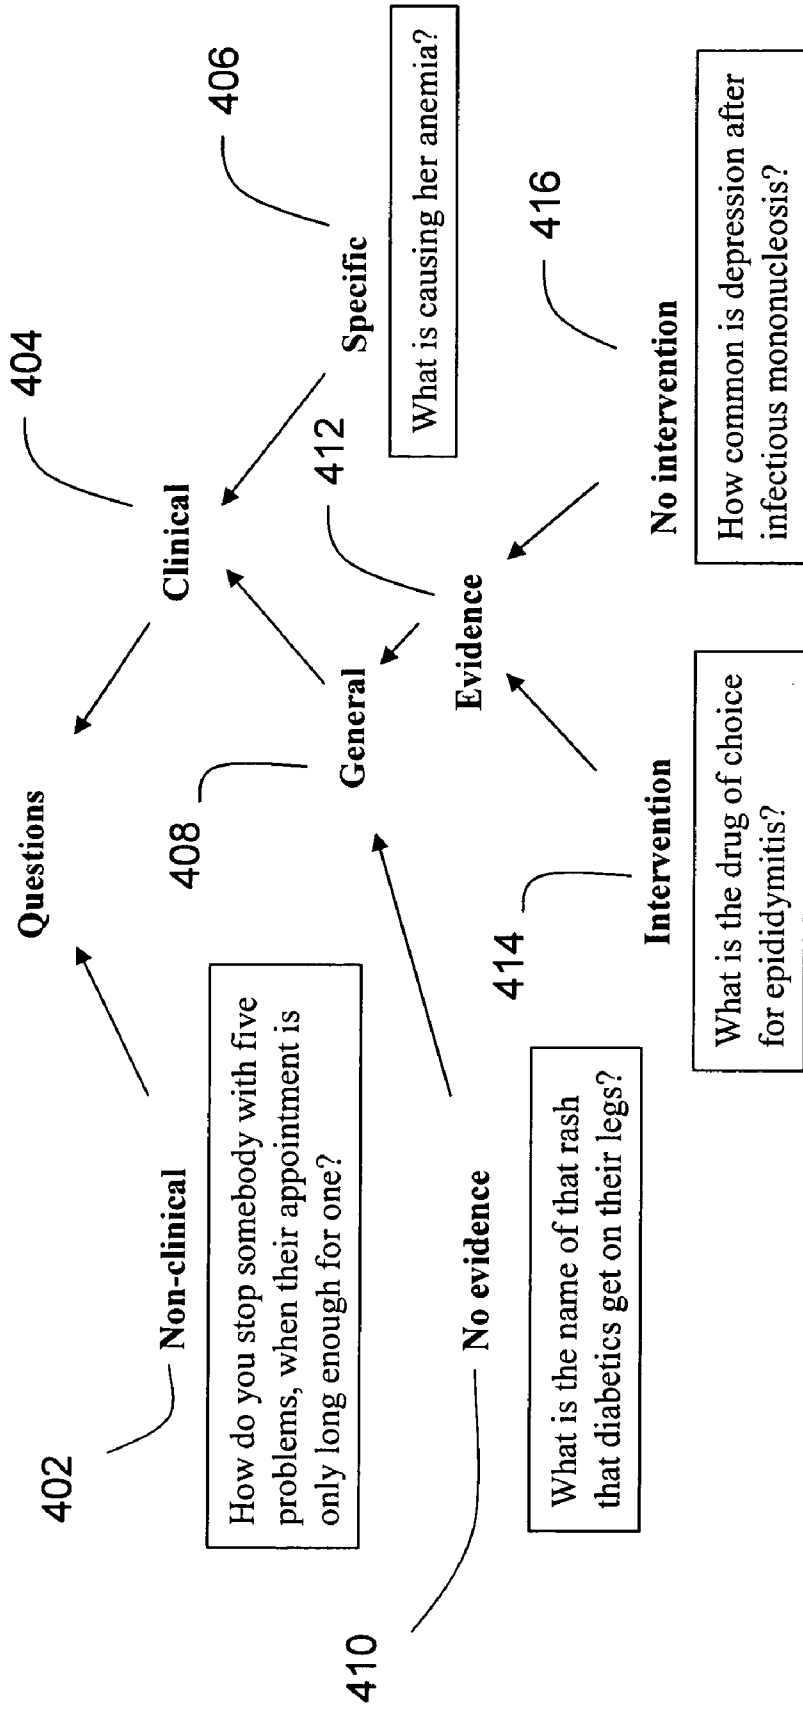 Questions
404
Clinical
402
Non-clinical
How do you stop somebody with five
problems, when their appointment is
only long enough for one?
406
Specific
What is causing her anemia?
408
General
412
Evidence
410
No evidence
What is the name of that rash
that diabetics get on their legs?
414
Intervention
What is the drug of choice
for epididymitis?
416
No intervention
How common is depression after
infectious mononucleosis?